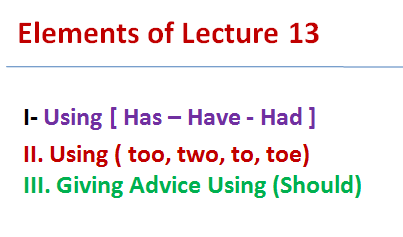 Elements of Lecture 13
I- Using [ Has – Have - Had ]
II. Using ( too, two, to, toe)
III. Giving Advice Using (Should)